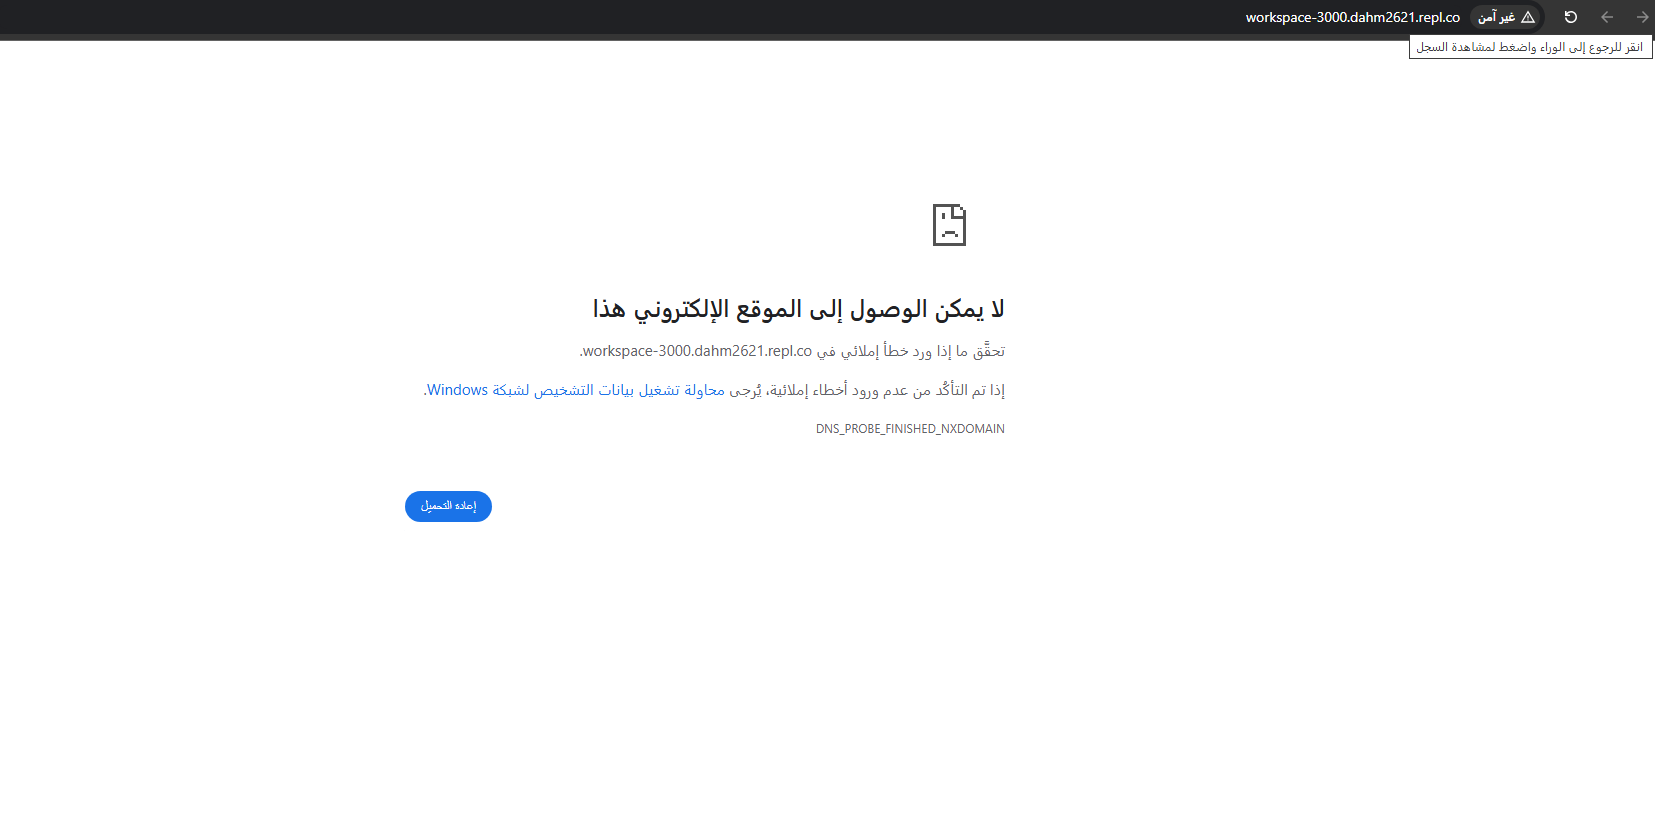 workspace-3000.dahm2621.repl.co غير آمن
انقر للرجوع إلى الوراء واضغط لمشاهدة السجل
لا يمكن الوصول إلى الموقع الإلكتروني هذا
تحقَّق ما إذا ورد خطأ إملائي في workspace-3000.dahm2621.repl.co.
إذا تم التأكُد من عدم ورود أخطاء إملائية، يُرجى محاولة تشغيل بيانات التشخيص لشبكة Windows.
DNS_PROBE_FINISHED_NXDOMAIN
إعادة التحميل